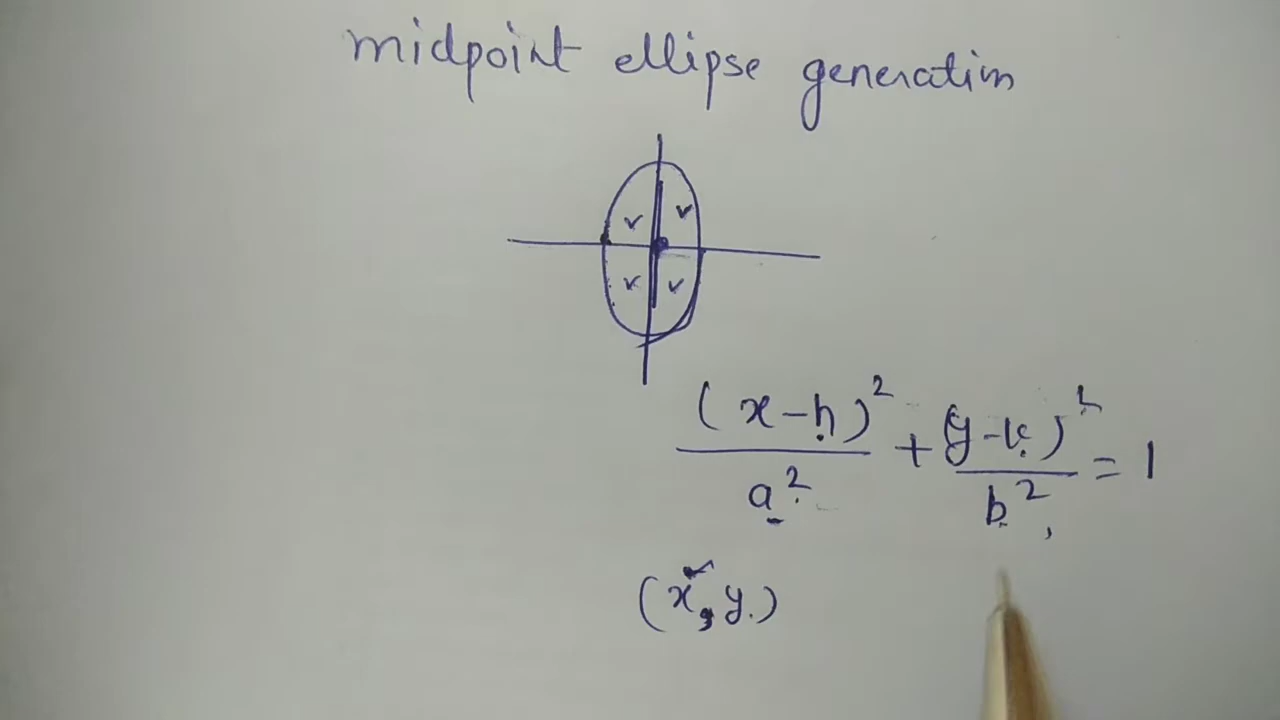 midpoint ellipse generation
(x-h)² + (y-k)² = 1
a² b²
(x, y)